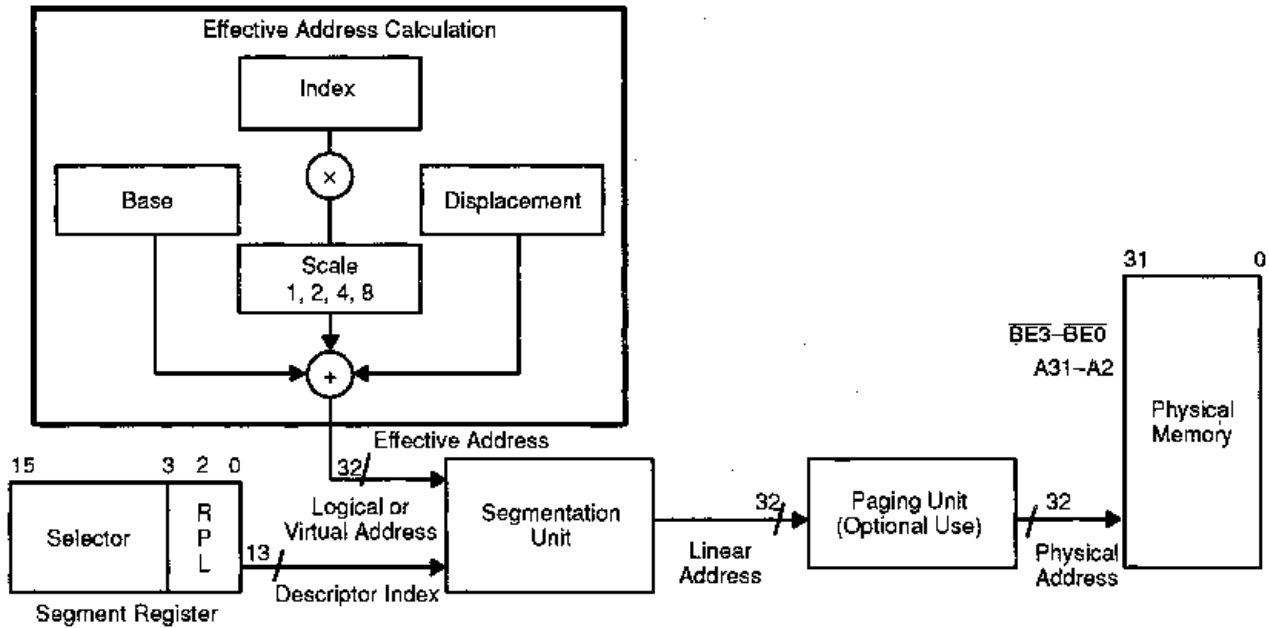 Effective Address Calculation
Index
×
Base
Displacement
Scale
1, 2, 4, 8
+
31 0
BE3–BE0
A31–A2
Physical
Memory
Effective Address
32
Logical or
Virtual Address
15 3 2 0
Selector
R
P
L
Segment Register
13
Descriptor Index
Segmentation
Unit
32
Linear
Address
Paging Unit
(Optional Use)
32
Physical
Address